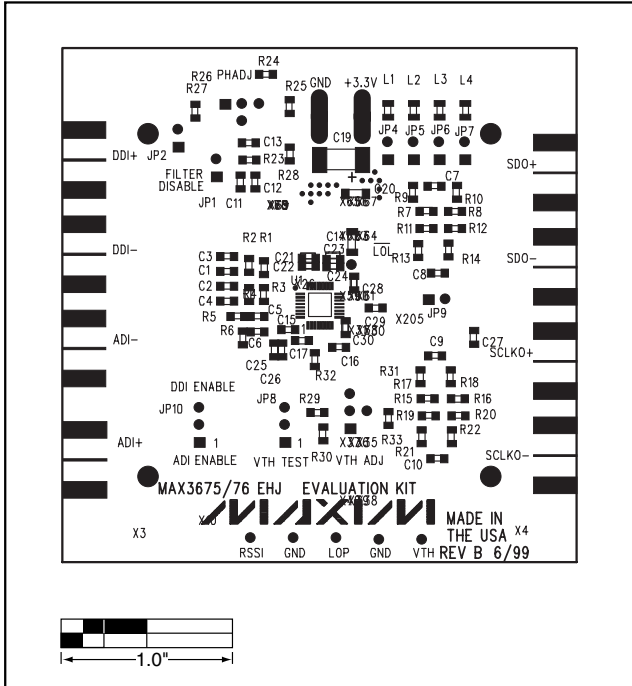 R24
R26 PHADJ
R27
R25
GND +3.3V L1 L2 L3 L4
JP4 JP5 JP6 JP7
JP2
C13
C19
DDI+
R23
SDO+
FILTER
DISABLE
R28
C12
JP1 C11
+
C20
C7
R9 R10
R7 R8
R11 R12
LOL
R13 R14
DDI-
R2 R1
C23
SDO-
C3 C21
C1 C22
C24
C8
U1
C2 R4 R3
C4
C28
X205 JP9
R5 C5
C29
R6 C15 1
ADI-
C6 C17
C30
C27
C16
C9
SCLKO+
C25
C26
R32
R31
R17 R18
DDI ENABLE
JP10 JP8
R29
R15 R16
R19 R20
ADI+
1 1
R33
R22
ADI ENABLE VTH TEST R30 VTH ADJ
R21
C10
SCLKO-
MAX3675/76 EHJ EVALUATION KIT
MAXIM
MADE IN
THE USA
REV B 6/99
X3 X4
RSSI GND LOP GND VTH
1.0"